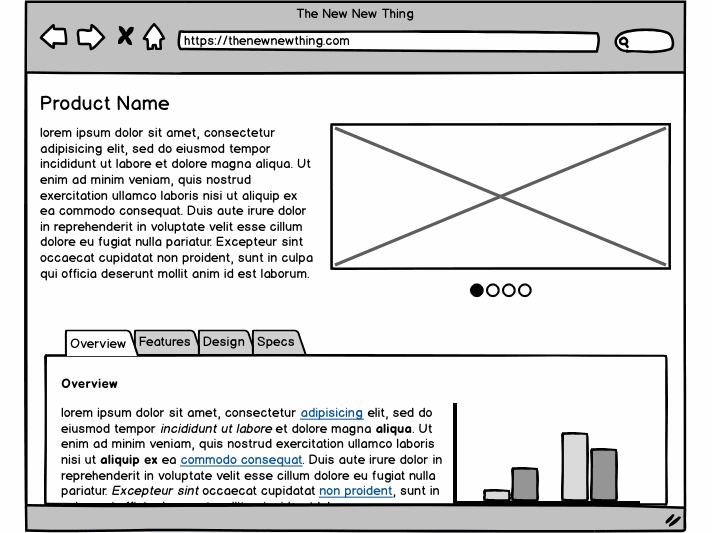 The New New Thing
https://thenewnewthing.com
Product Name
lorem ipsum dolor sit amet, consectetur
adipisicing elit, sed do eiusmod tempor
incididunt ut labore et dolore magna aliqua. Ut
enim ad minim veniam, quis nostrud
exercitation ullamco laboris nisi ut aliquip ex
ea commodo consequat. Duis aute irure dolor
in reprehenderit in voluptate velit esse cillum
dolore eu fugiat nulla pariatur. Excepteur sint
occaecat cupidatat non proident, sunt in culpa
qui officia deserunt mollit anim id est laborum.
Overview Features Design Specs
Overview
lorem ipsum dolor sit amet, consectetur adipisicing elit, sed do
eiusmod tempor incididunt ut labore et dolore magna aliqua. Ut
enim ad minim veniam, quis nostrud exercitation ullamco laboris
nisi ut aliquip ex ea commodo consequat. Duis aute irure dolor in
reprehenderit in voluptate velit esse cillum dolore eu fugiat nulla
pariatur. Excepteur sint occaecat cupidatat non proident, sunt in